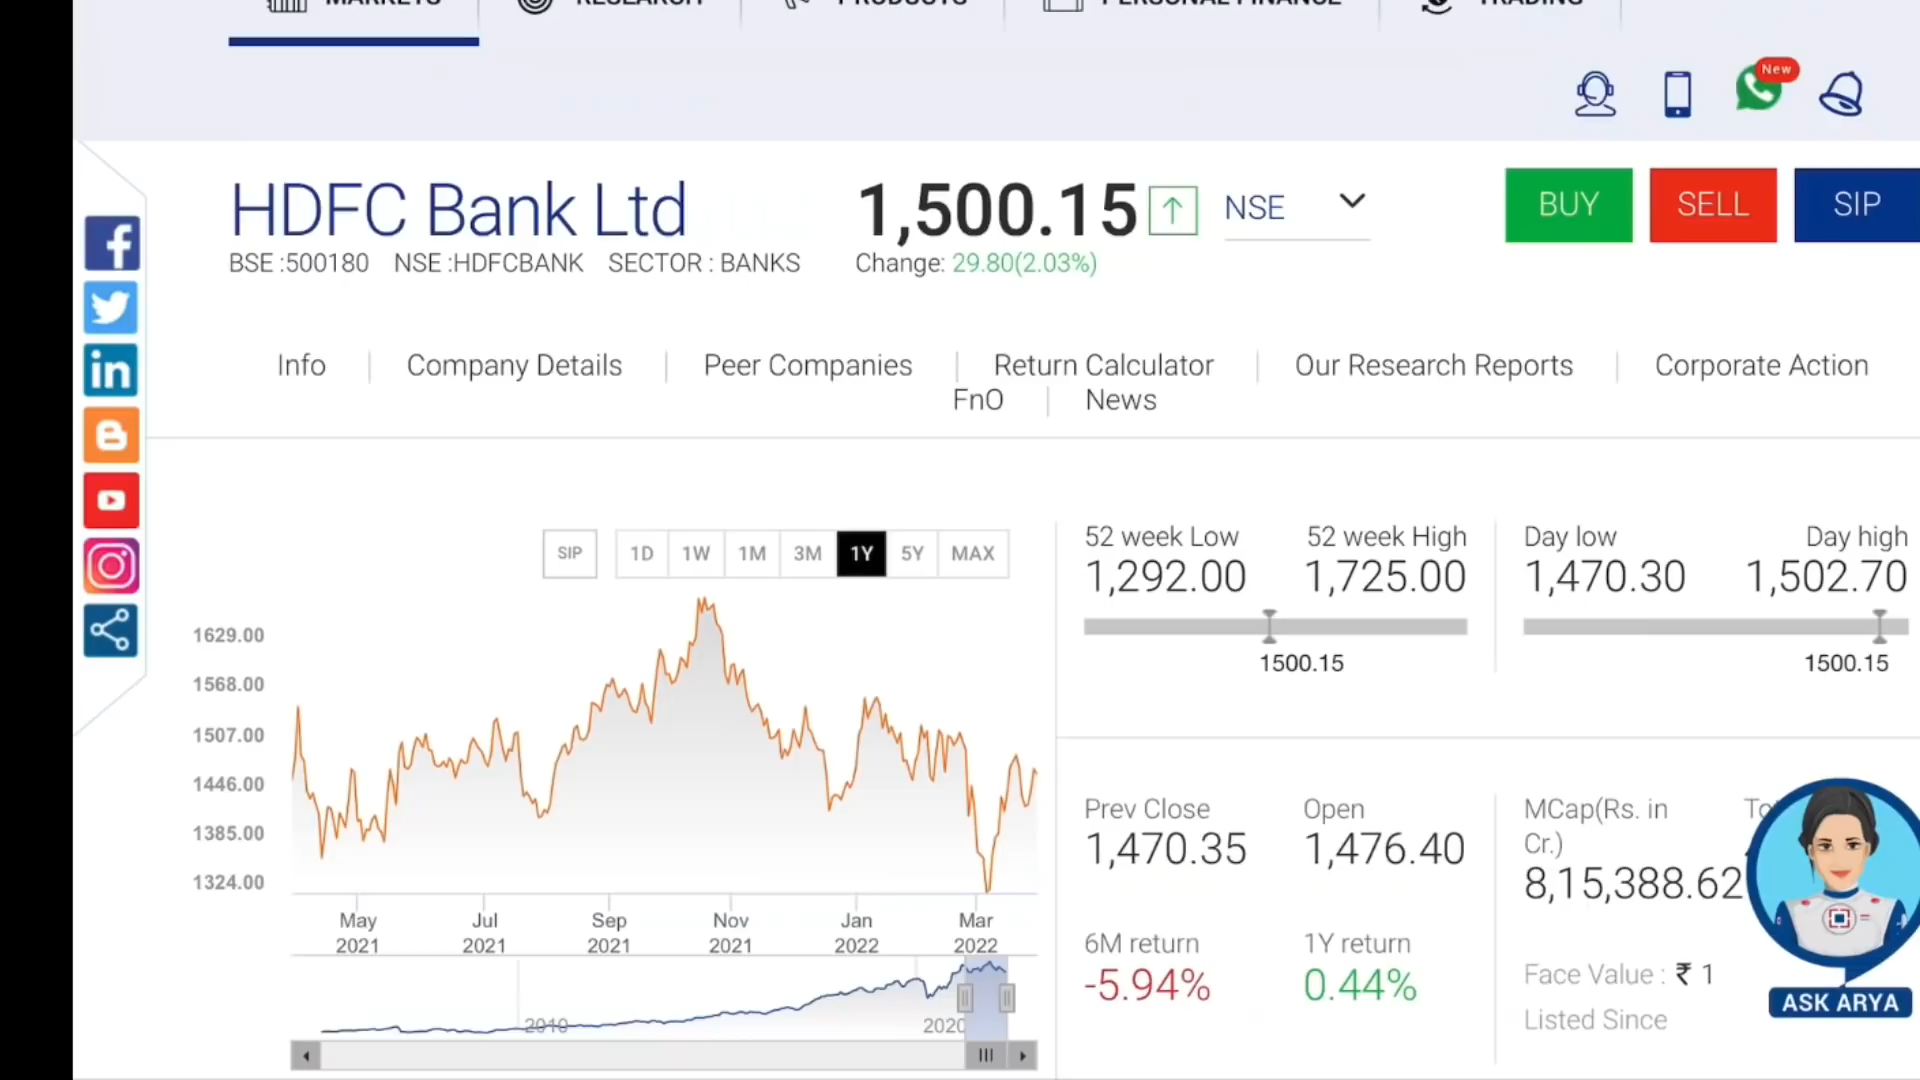 MARKETS RESEARCH PRODUCTS PERSONAL FINANCE TRADING
New
HDFC Bank Ltd 1,500.15 NSE BUY SELL SIP
BSE :500180 NSE :HDFCBANK SECTOR : BANKS Change: 29.80(2.03%)
Info Company Details Peer Companies Return Calculator Our Research Reports Corporate Action
FnO News
SIP 1D 1W 1M 3M 1Y 5Y MAX
1629.00
1568.00
1507.00
1446.00
1385.00
1324.00
May Jul Sep Nov Jan Mar
2021 2021 2021 2021 2022 2022
2010 2020
52 week Low 52 week High Day low Day high
1,292.00 1,725.00 1,470.30 1,502.70
1500.15 1500.15
Prev Close Open MCap(Rs. in
1,470.35 1,476.40 Cr.)
8,15,388.62
6M return 1Y return
-5.94% 0.44%
Face Value : ₹ 1
Listed Since
ASK ARYA